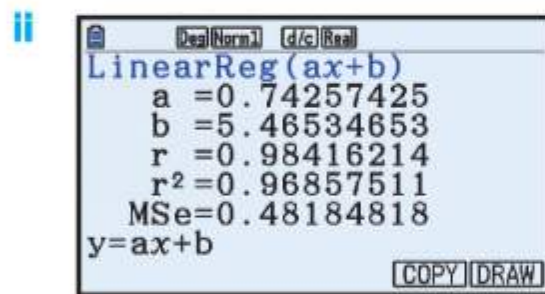 ii
Deg Norm1 d/c Real
LinearReg(ax+b)
a =0.74257425
b =5.46534653
r =0.98416214
r²=0.96857511
MSe=0.48184818
y=ax+b
COPY DRAW